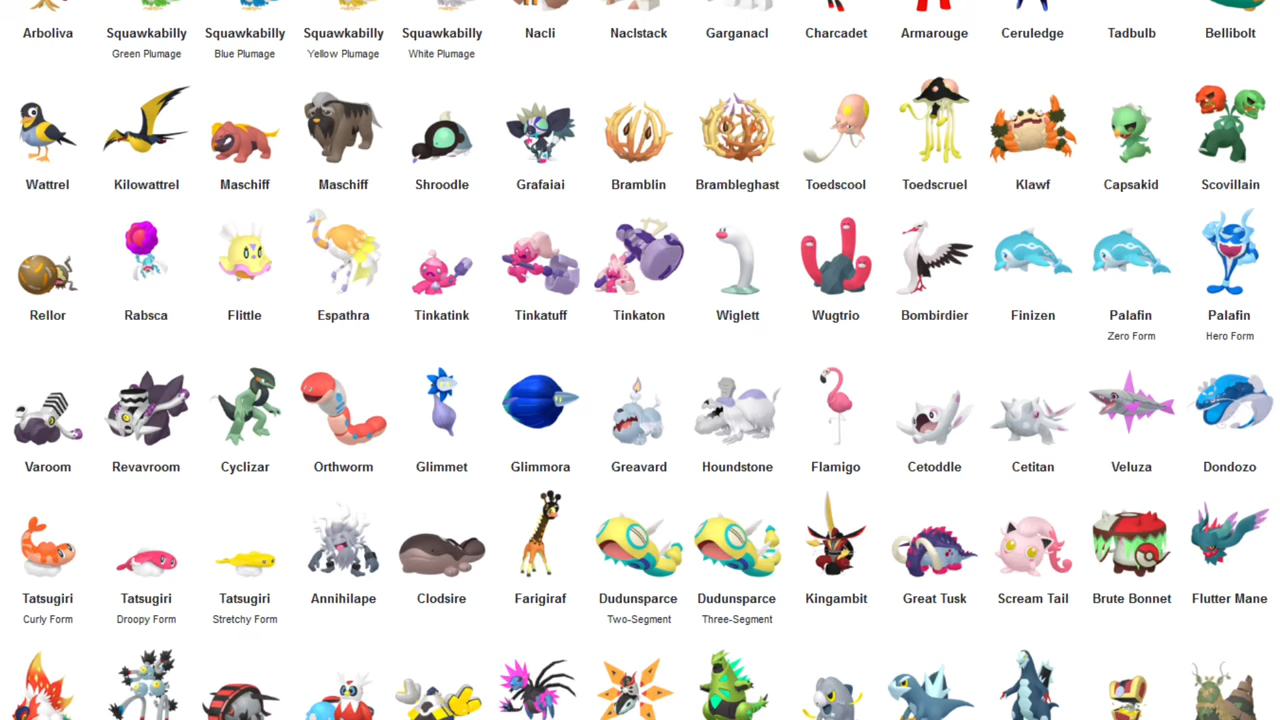 Arboliva Squawkabilly Squawkabilly Squawkabilly Squawkabilly Nacli Naclstack Garganacl Charcadet Armarouge Ceruledge Tadbulb Bellibolt
Green Plumage Blue Plumage Yellow Plumage White Plumage
Wattrel Kilowattrel Maschiff Maschiff Shroodle Grafaiai Bramblin Brambleghast Toedscool Toedscruel Klawf Capsakid Scovillain
Rellor Rabsca Flittle Espathra Tinkatink Tinkatuff Tinkaton Wiglett Wugtrio Bombirdier Finizen Palafin Palafin
Zero Form Hero Form
Varoom Revavroom Cyclizar Orthworm Glimmet Glimmora Greavard Houndstone Flamigo Cetoddle Cetitan Veluza Dondozo
Tatsugiri Tatsugiri Tatsugiri Annihilape Clodsire Farigiraf Dudunsparce Dudunsparce Kingambit Great Tusk Scream Tail Brute Bonnet Flutter Mane
Curly Form Droopy Form Stretchy Form Two-Segment Three-Segment